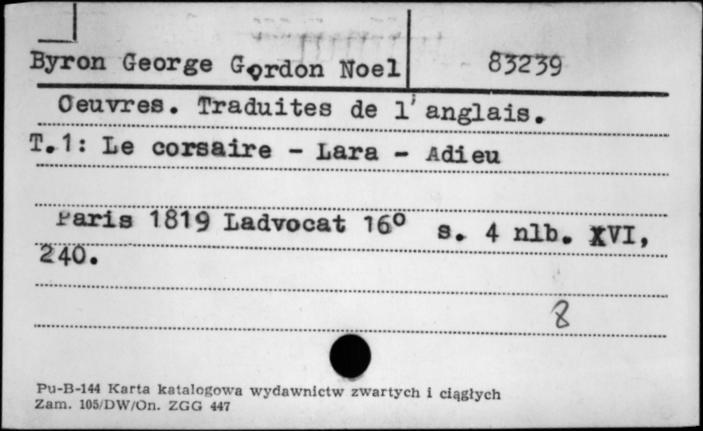 Byron George Gordon Noel 83239
Oeuvres. Traduites de l'anglais.
T.1: Le corsaire - Lara - Adieu
Paris 1819 Ladvocat 16° s. 4 nlb. XVI,
240.
8
Pu-B-144 Karta katalogowa wydawnictw zwartych i ciągłych
Zam. 105/DW/On. ZGG 447